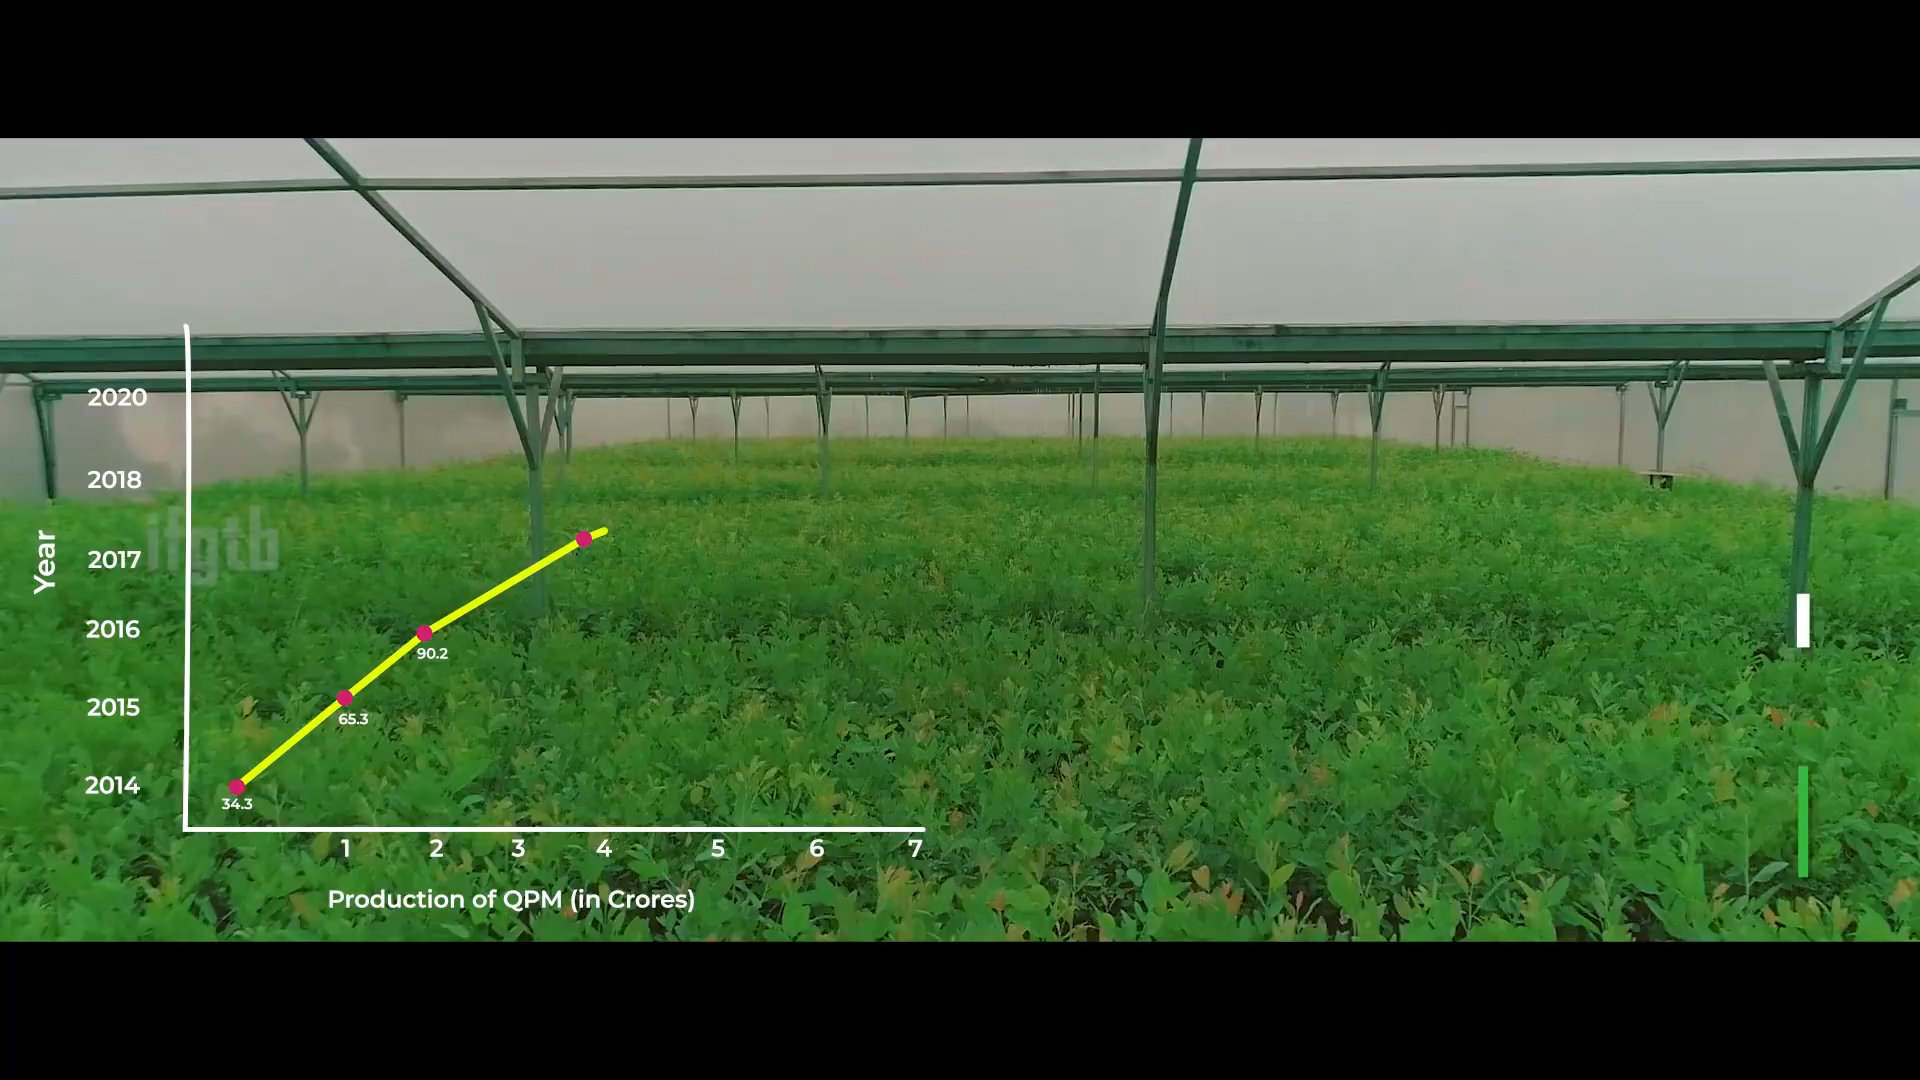 2020
2018
2017
2016
2015
2014
Year
ifgtb
90.2
65.3
34.3
1 2 3 4 5 6 7
Production of QPM (in Crores)